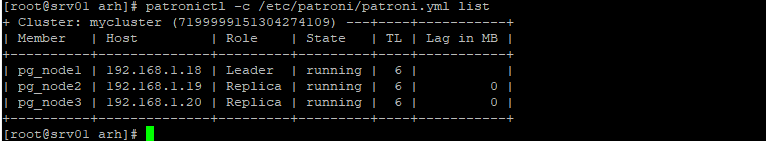 [root@srv01 arh]# patronictl -c /etc/patroni/patroni.yml list
+ Cluster: mycluster (7199999151304274109) ---+----+-----------+
| Member   | Host         | Role    | State   | TL | Lag in MB |
+----------+--------------+---------+---------+----+-----------+
| pg_node1 | 192.168.1.18 | Leader  | running |  6 |           |
| pg_node2 | 192.168.1.19 | Replica | running |  6 |         0 |
| pg_node3 | 192.168.1.20 | Replica | running |  6 |         0 |
+----------+--------------+---------+---------+----+-----------+
[root@srv01 arh]#